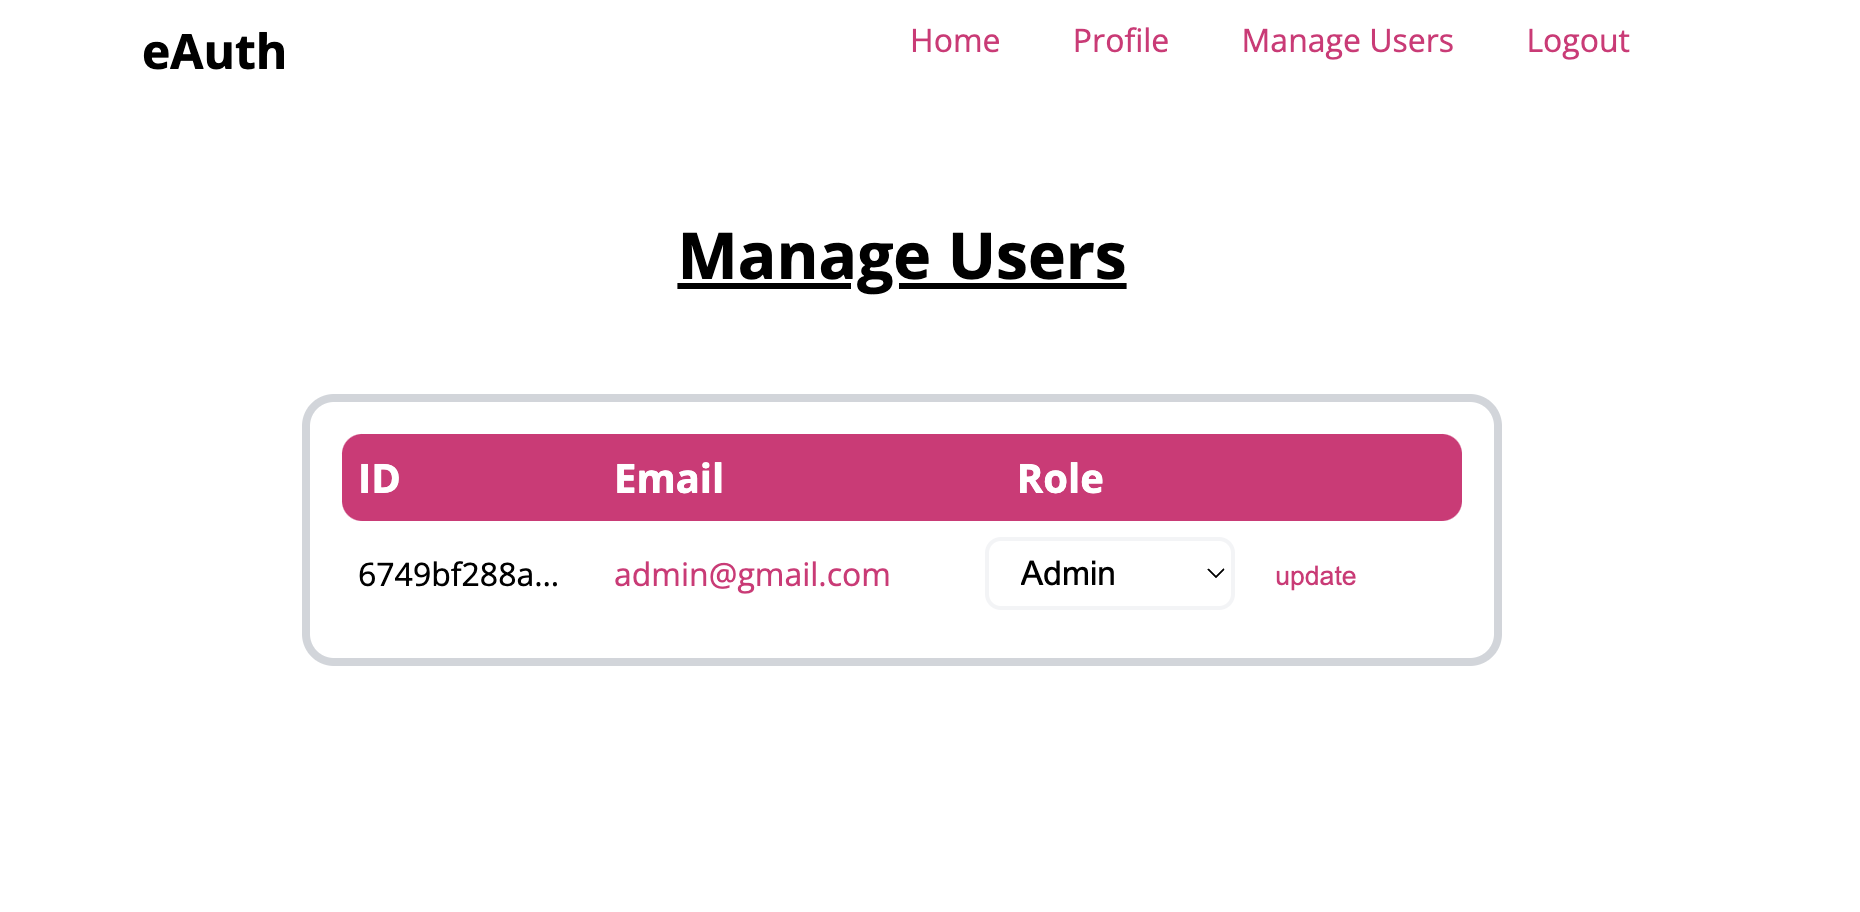 eAuth
Home Profile Manage Users Logout
Manage Users
ID Email Role
6749bf288a... admin@gmail.com Admin update